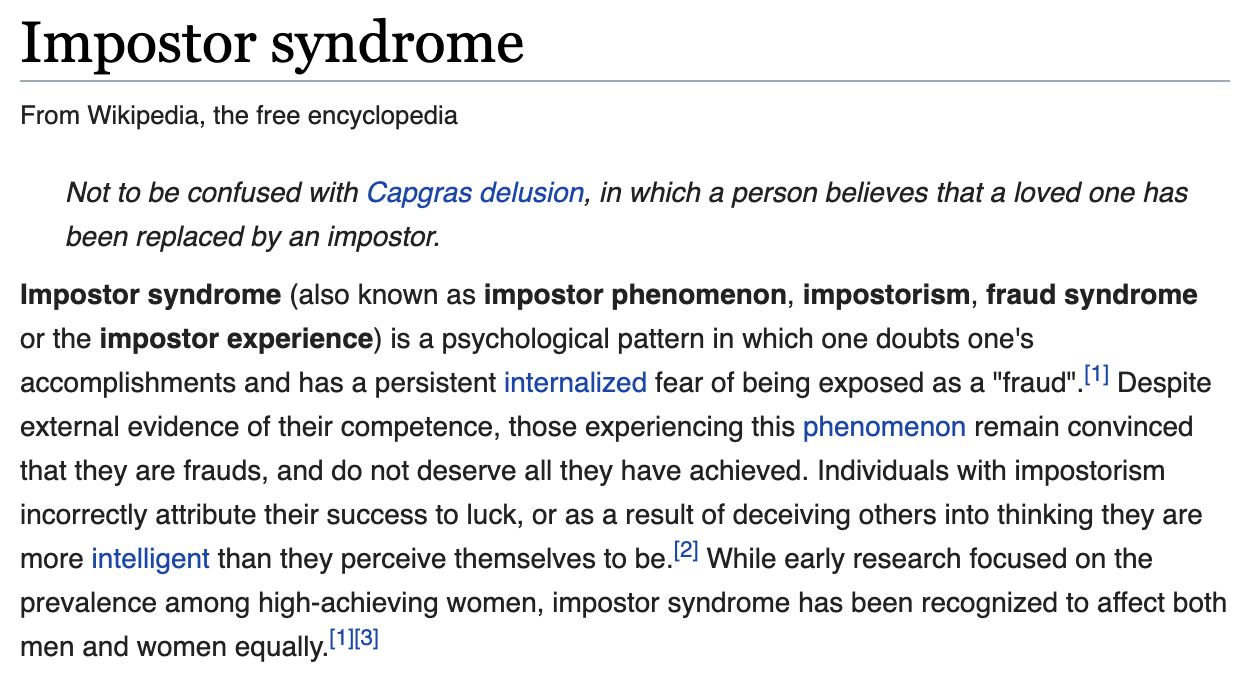 Impostor syndrome
From Wikipedia, the free encyclopedia
Not to be confused with Capgras delusion, in which a person believes that a loved one has
been replaced by an impostor.
Impostor syndrome (also known as impostor phenomenon, impostorism, fraud syndrome
or the impostor experience) is a psychological pattern in which one doubts one's
accomplishments and has a persistent internalized fear of being exposed as a "fraud".[1] Despite
external evidence of their competence, those experiencing this phenomenon remain convinced
that they are frauds, and do not deserve all they have achieved. Individuals with impostorism
incorrectly attribute their success to luck, or as a result of deceiving others into thinking they are
more intelligent than they perceive themselves to be.[2] While early research focused on the
prevalence among high-achieving women, impostor syndrome has been recognized to affect both
men and women equally.[1][3]